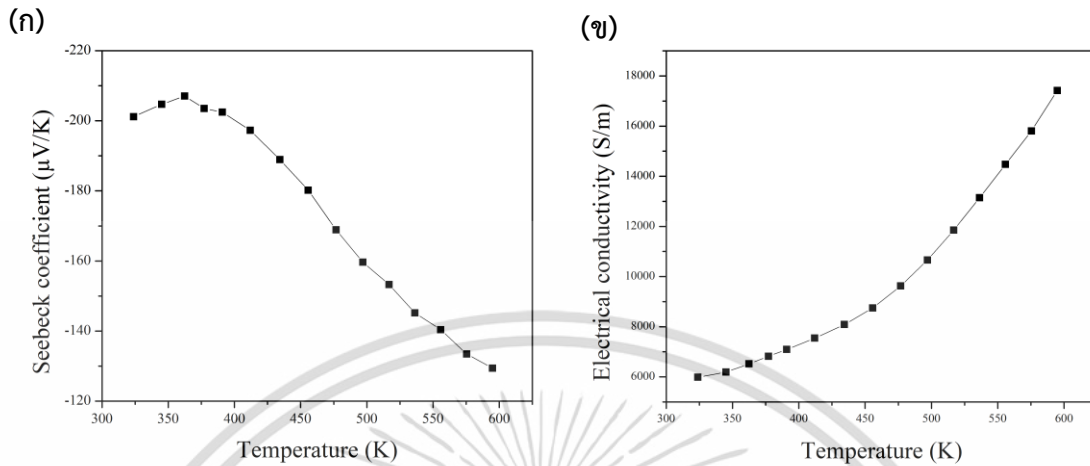 (ก)
-220
-200
-180
-160
-140
-120
Seebeck coefficient (µV/K)
300 350 400 450 500 550 600
Temperature (K)
(ข)
18000
16000
14000
12000
10000
8000
6000
Electrical conductivity (S/m)
300 350 400 450 500 550 600
Temperature (K)